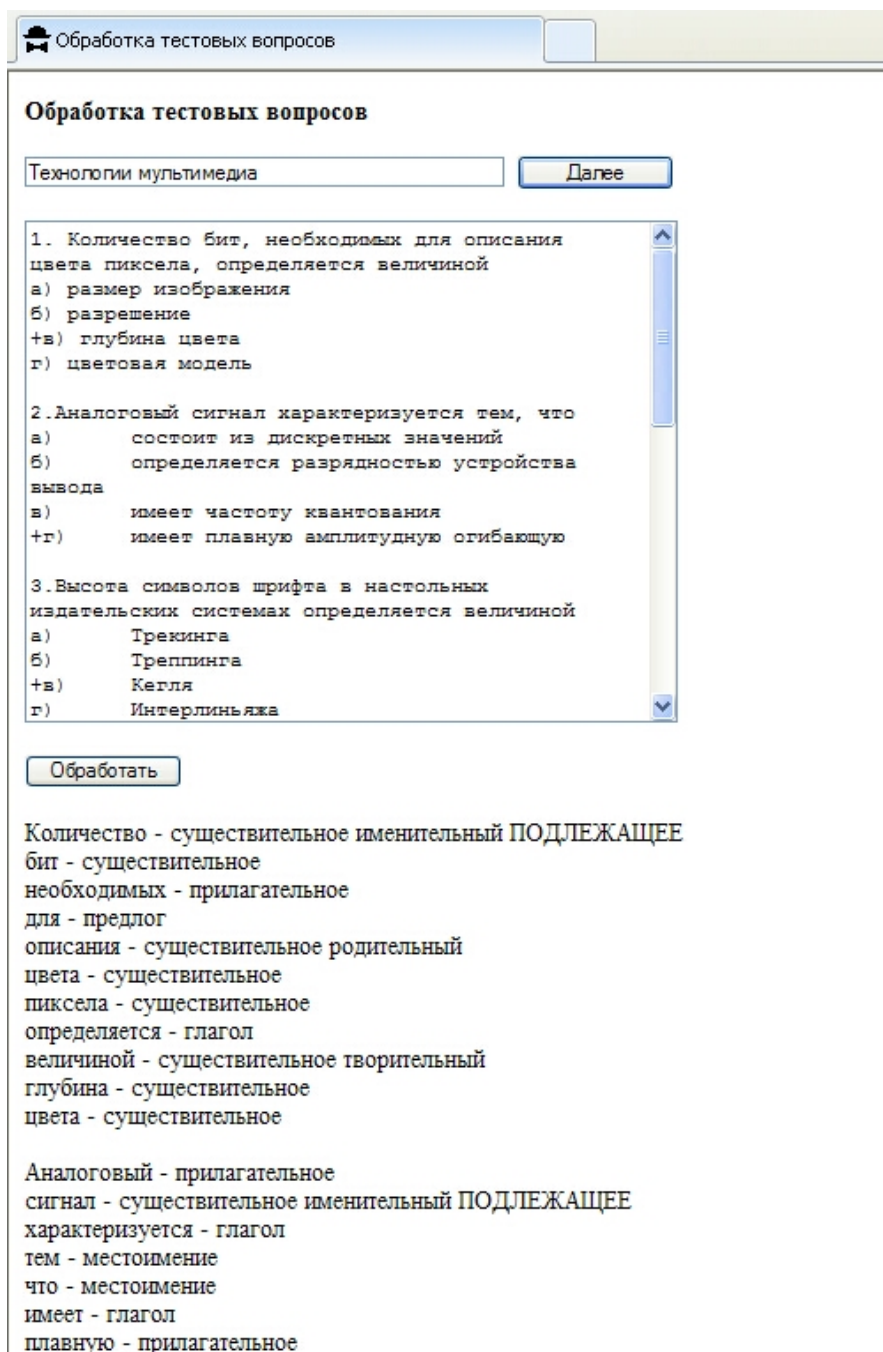 Обработка тестовых вопросов
Обработка тестовых вопросов
Технологии мультимедиа Далее
1. Количество бит, необходимых для описания
цвета пиксела, определяется величиной
а) размер изображения
б) разрешение
+в) глубина цвета
г) цветовая модель
2.Аналоговый сигнал характеризуется тем, что
а) состоит из дискретных значений
б) определяется разрядностью устройства
вывода
в) имеет частоту квантования
+г) имеет плавную амплитудную огибающую
3.Высота символов шрифта в настольных
издательских системах определяется величиной
а) Трекинга
б) Треппинга
+в) Кегля
г) Интерлиньяжа
Обработать
Количество - существительное именительный ПОДЛЕЖАЩЕЕ
бит - существительное
необходимых - прилагательное
для - предлог
описания - существительное родительный
цвета - существительное
пиксела - существительное
определяется - глагол
величиной - существительное творительный
глубина - существительное
цвета - существительное
Аналоговый - прилагательное
сигнал - существительное именительный ПОДЛЕЖАЩЕЕ
характеризуется - глагол
тем - местоимение
что - местоимение
имеет - глагол
плавную - прилагательное